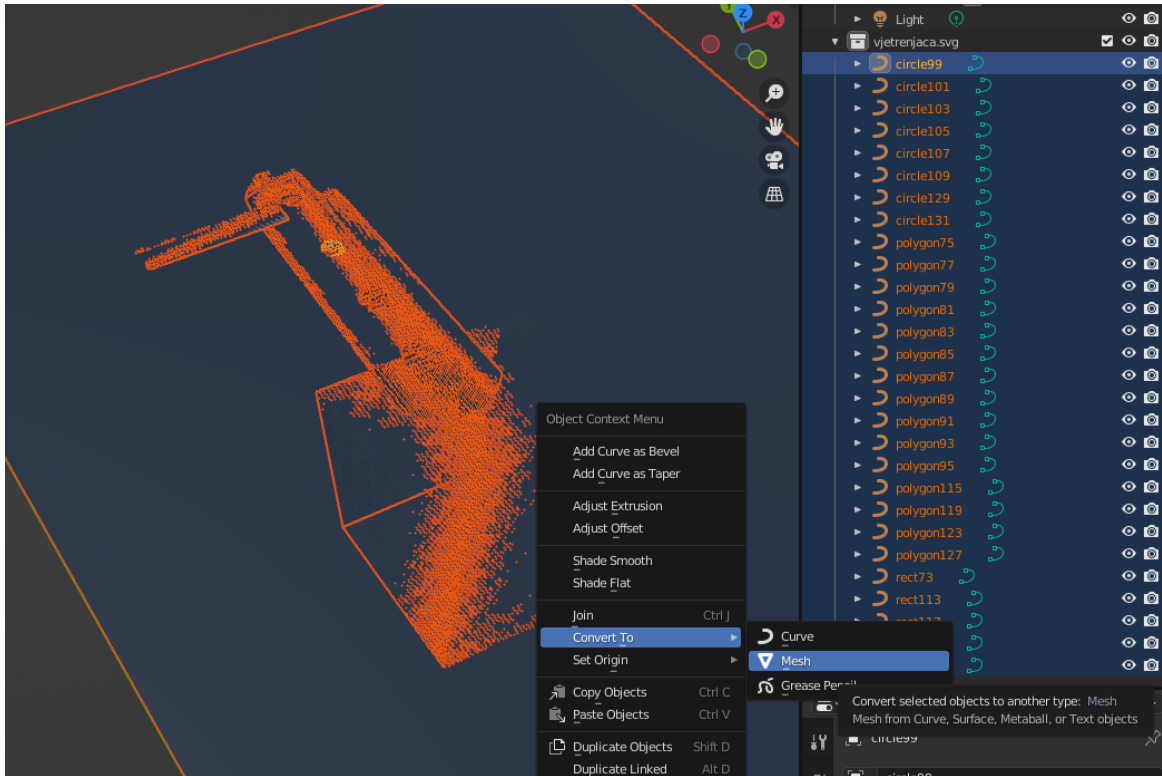 Y
Z
X
Light
vjetrenjaca.svg
circle99
circle101
circle103
circle105
circle107
circle109
circle129
circle131
polygon75
polygon77
polygon79
polygon81
polygon83
polygon85
polygon87
polygon89
polygon91
polygon93
polygon95
polygon115
polygon119
polygon123
polygon127
rect73
rect113
rect117
Object Context Menu
Add Curve as Bevel
Add Curve as Taper
Adjust Extrusion
Adjust Offset
Shade Smooth
Shade Flat
Join Ctrl J
Convert To
Set Origin
Copy Objects Ctrl C
Paste Objects Ctrl V
Duplicate Objects Shift D
Duplicate Linked Alt D
Curve
Mesh
Grease Pencil
Convert selected objects to another type: Mesh
Mesh from Curve, Surface, Metaball, or Text objects
circle99
circle99